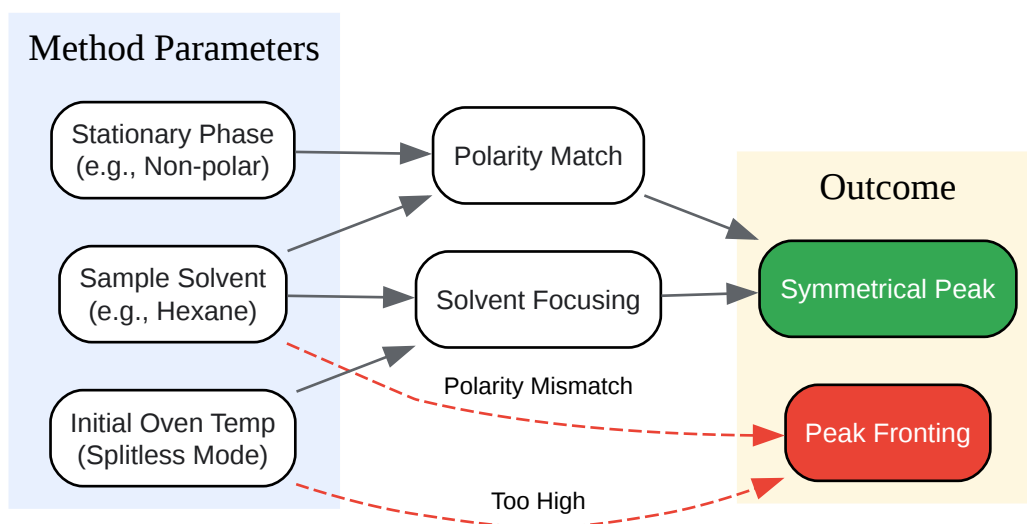 Method Parameters
Stationary Phase
(e.g., Non-polar)
Sample Solvent
(e.g., Hexane)
Initial Oven Temp
(Splitless Mode)
Polarity Match
Solvent Focusing
Polarity Mismatch
Too High
Outcome
Symmetrical Peak
Peak Fronting